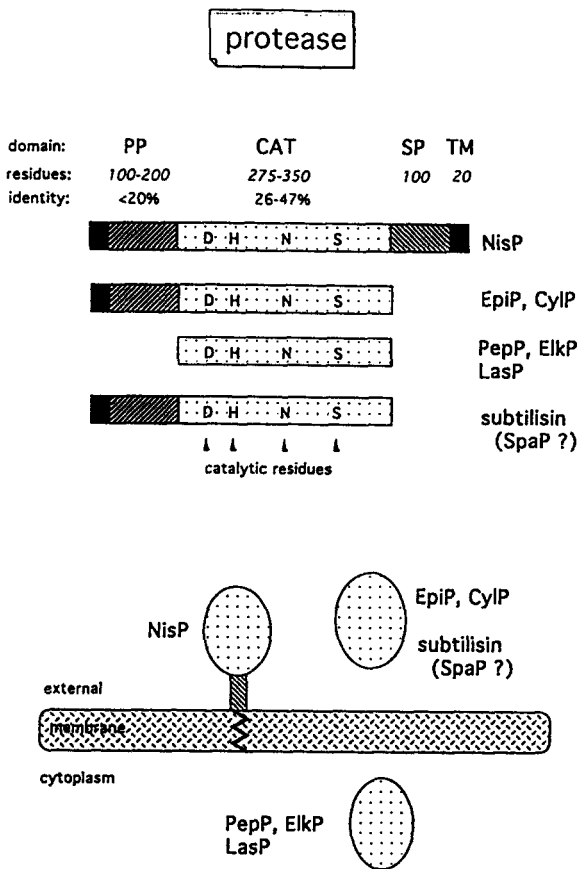 protease
domain: PP CAT SP TM
residues: 100-200 275-350 100 20
identity: <20% 26-47%
D H N S NisP
D H N S EpiP, CylP
D H N S PepP, ElkP
LasP
D H N S subtilisin
(SpaP ?)
catalytic residues
EpiP, CylP
NisP
subtilisin
(SpaP ?)
external
membrane
cytoplasm
PepP, ElkP
LasP